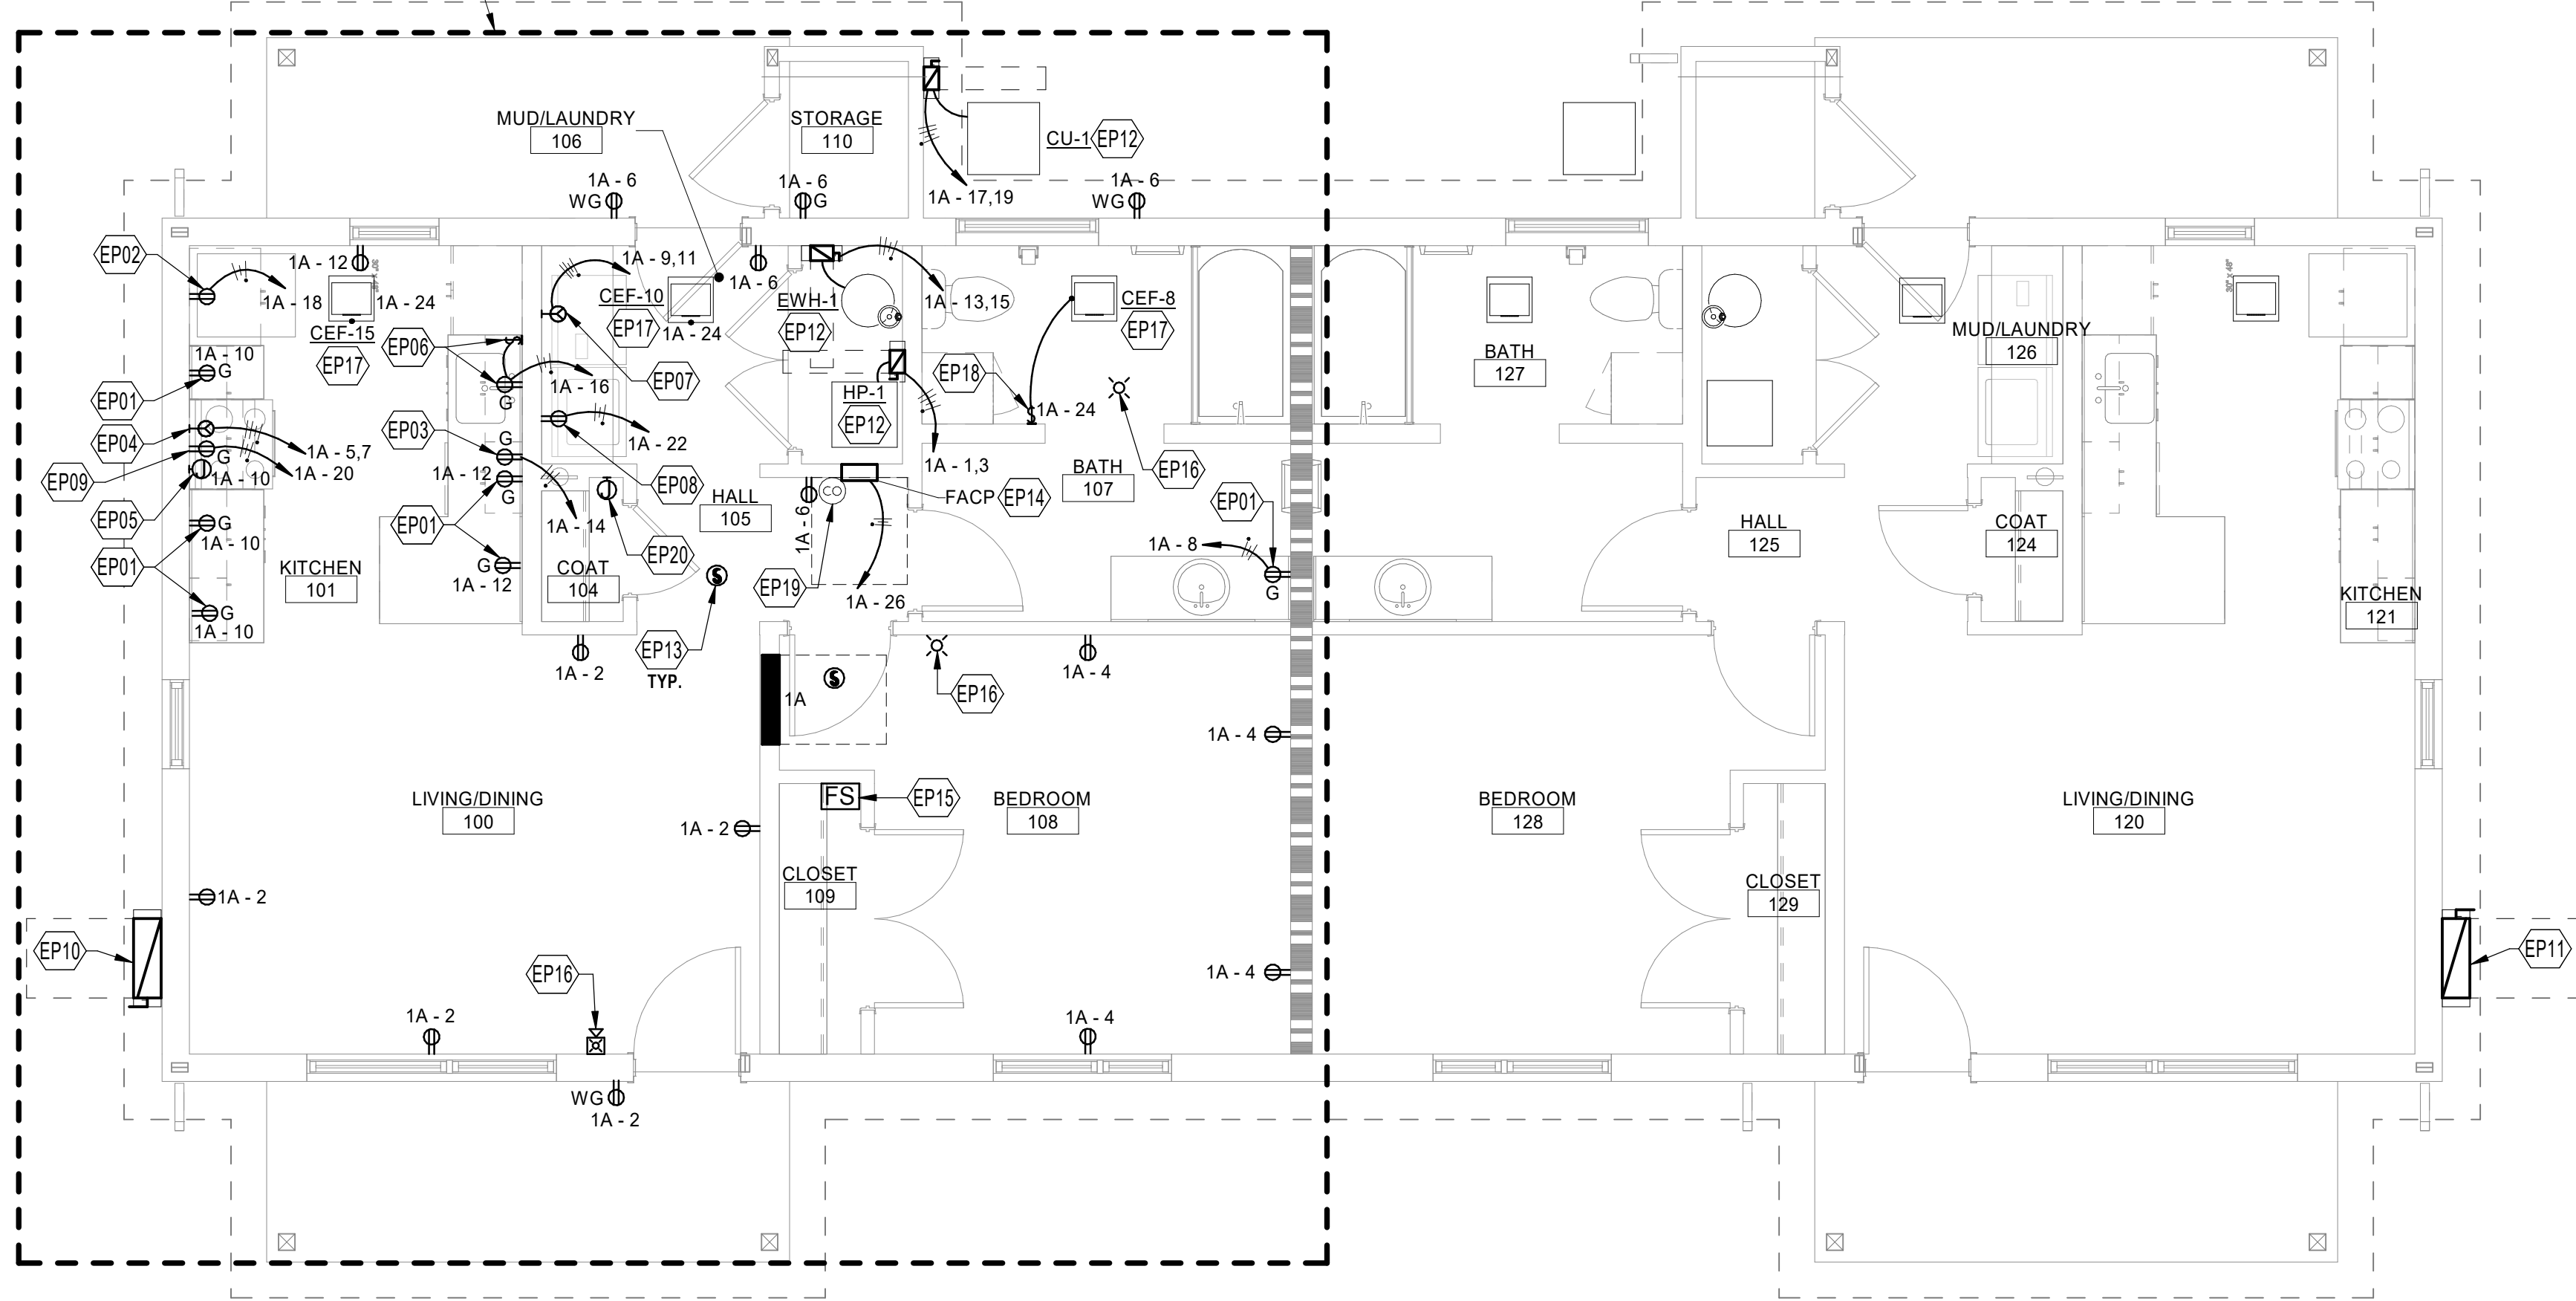 MUD/LAUNDRY
106
STORAGE
110
CU-1
EP12
1A - 6
WG
1A - 6
G
1A - 17,19
1A - 6
WG
EP02
1A - 12
30" x 48"
1A - 18
1A - 24
CEF-15
EP17
1A - 9,11
CEF-10
EP17
1A - 24
1A - 6
EWH-1
EP12
1A - 13,15
CEF-8
EP17
30" x 48"
MUD/LAUNDRY
126
BATH
127
1A - 10
G
EP01
EP06
1A - 16
G
EP07
HP-1
EP12
EP18
1A - 24
EP04
1A - 5,7
EP09
G
1A - 20
1A - 10
EP05
EP03
G
1A - 12
G
EP01
1A - 22
EP08
1A - 1,3
EP16
HALL
105
BATH
107
FACP
EP14
EP01
CO
1A - 6
1A - 14
EP20
G
1A - 10
EP01
G
1A - 10
KITCHEN
101
G
1A - 12
COAT
104
S
EP19
1A - 26
1A - 8
G
HALL
125
COAT
124
KITCHEN
121
EP13
TYP.
1A - 2
EP16
1A - 4
S
1A
1A - 4
LIVING/DINING
100
FS
EP15
BEDROOM
108
BEDROOM
128
LIVING/DINING
120
1A - 2
CLOSET
109
CLOSET
129
1A - 2
EP10
EP16
1A - 4
EP11
1A - 2
1A - 4
WG
1A - 2